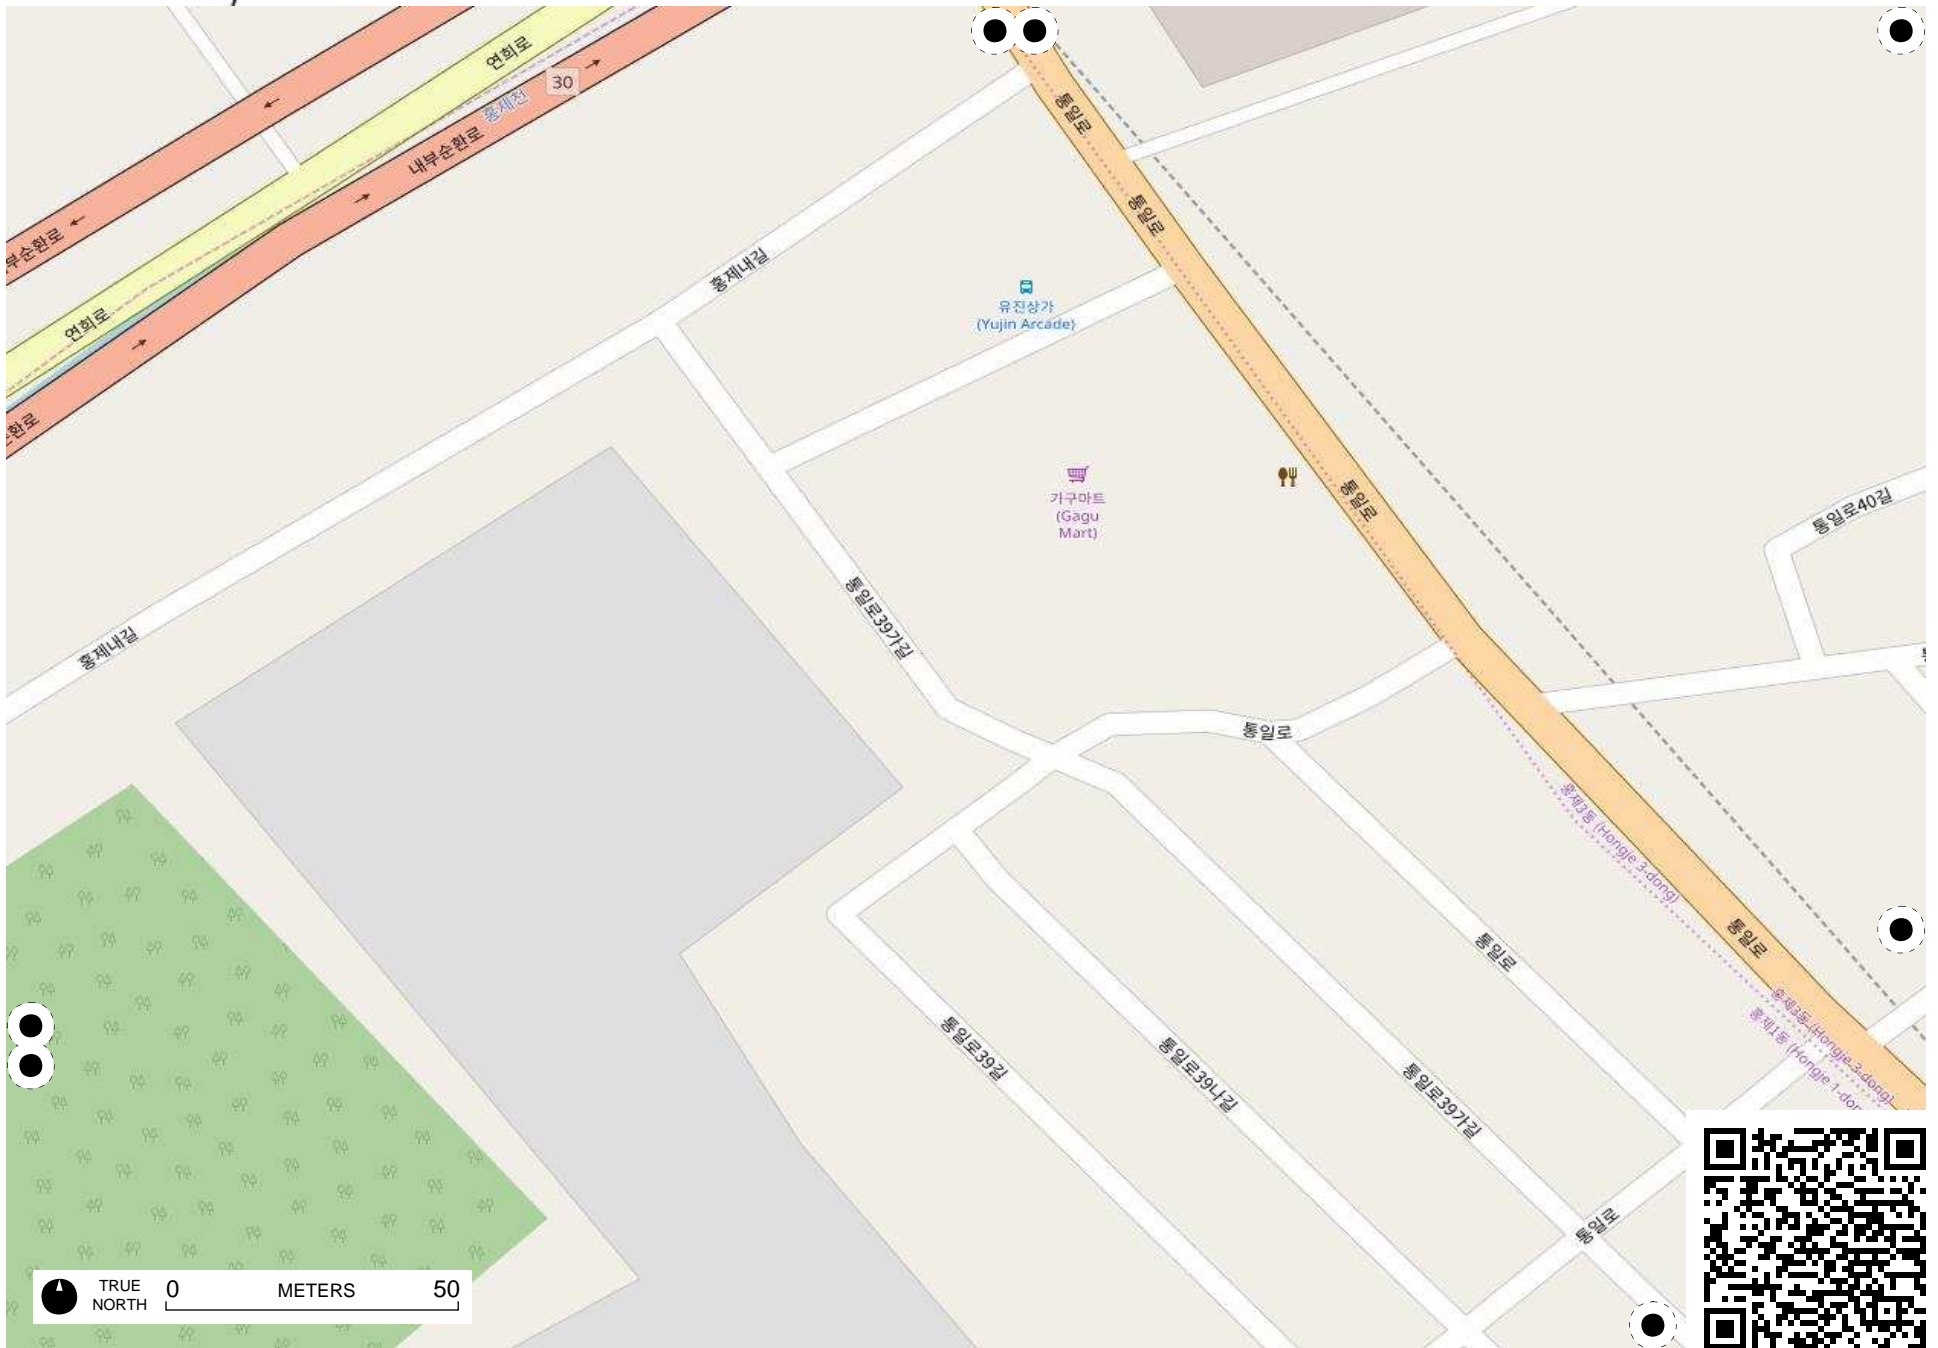 연희로
30
홍제천
내부순환로
통일로
통일로
부순환로
홍제내길
유진상가
(Yujin Arcade)
연희로
순환로
가구마트
(Gagu
Mart)
통일로
통일로40길
통일로39가길
홍제내길
통일로
홍제3동 (Hongje 3-dong)
통일로
통일로
홍제3동 (Hongje 3-dong)
홍제1동 (Hongje 1-don
통일로39길
통일로39나길
통일로39가길
통일로
TRUE
NORTH
0 METERS 50